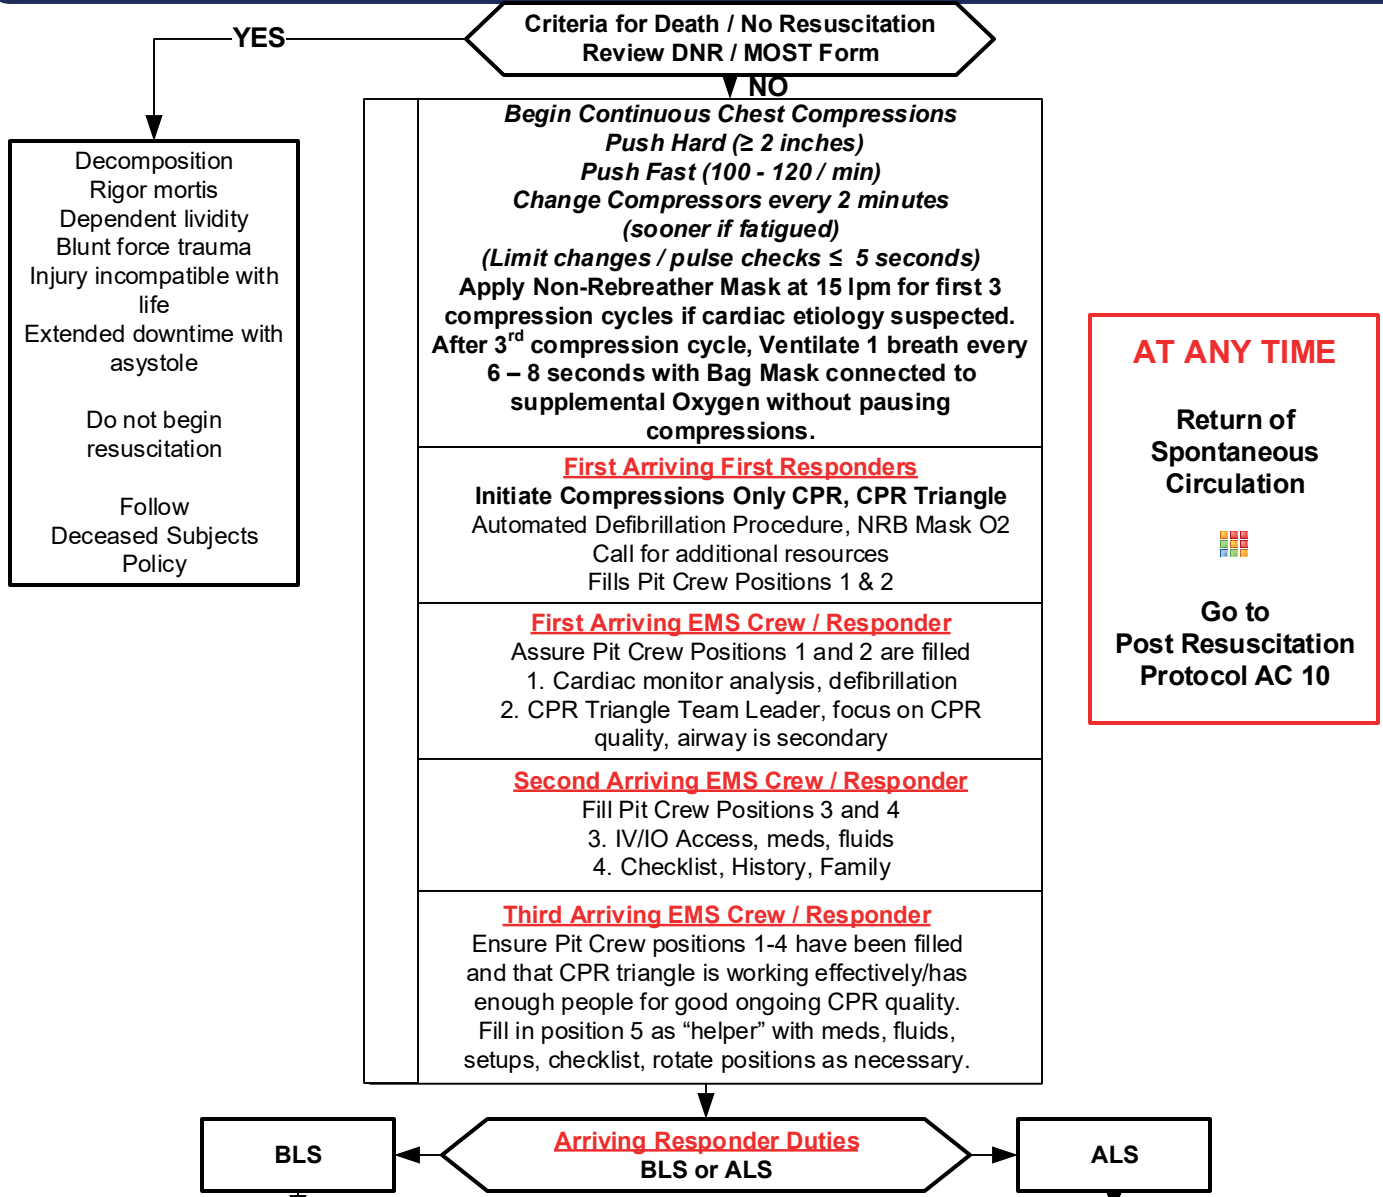 Criteria for Death / No Resuscitation
Review DNR / MOST Form
YES
NO
Decomposition
Rigor mortis
Dependent lividity
Blunt force trauma
Injury incompatible with
life
Extended downtime with
asystole
Do not begin
resuscitation
Follow
Deceased Subjects
Policy
Begin Continuous Chest Compressions
Push Hard (≥ 2 inches)
Push Fast (100 - 120 / min)
Change Compressors every 2 minutes
(sooner if fatigued)
(Limit changes / pulse checks ≤ 5 seconds)
Apply Non-Rebreather Mask at 15 lpm for first 3
compression cycles if cardiac etiology suspected.
After 3rd compression cycle, Ventilate 1 breath every
6 – 8 seconds with Bag Mask connected to
supplemental Oxygen without pausing
compressions.
First Arriving First Responders
Initiate Compressions Only CPR, CPR Triangle
Automated Defibrillation Procedure, NRB Mask O2
Call for additional resources
Fills Pit Crew Positions 1 & 2
First Arriving EMS Crew / Responder
Assure Pit Crew Positions 1 and 2 are filled
1. Cardiac monitor analysis, defibrillation
2. CPR Triangle Team Leader, focus on CPR
quality, airway is secondary
Second Arriving EMS Crew / Responder
Fill Pit Crew Positions 3 and 4
3. IV/IO Access, meds, fluids
4. Checklist, History, Family
Third Arriving EMS Crew / Responder
Ensure Pit Crew positions 1-4 have been filled
and that CPR triangle is working effectively/has
enough people for good ongoing CPR quality.
Fill in position 5 as “helper” with meds, fluids,
setups, checklist, rotate positions as necessary.
AT ANY TIME
Return of
Spontaneous
Circulation
Go to
Post Resuscitation
Protocol AC 10
BLS
Arriving Responder Duties
BLS or ALS
ALS